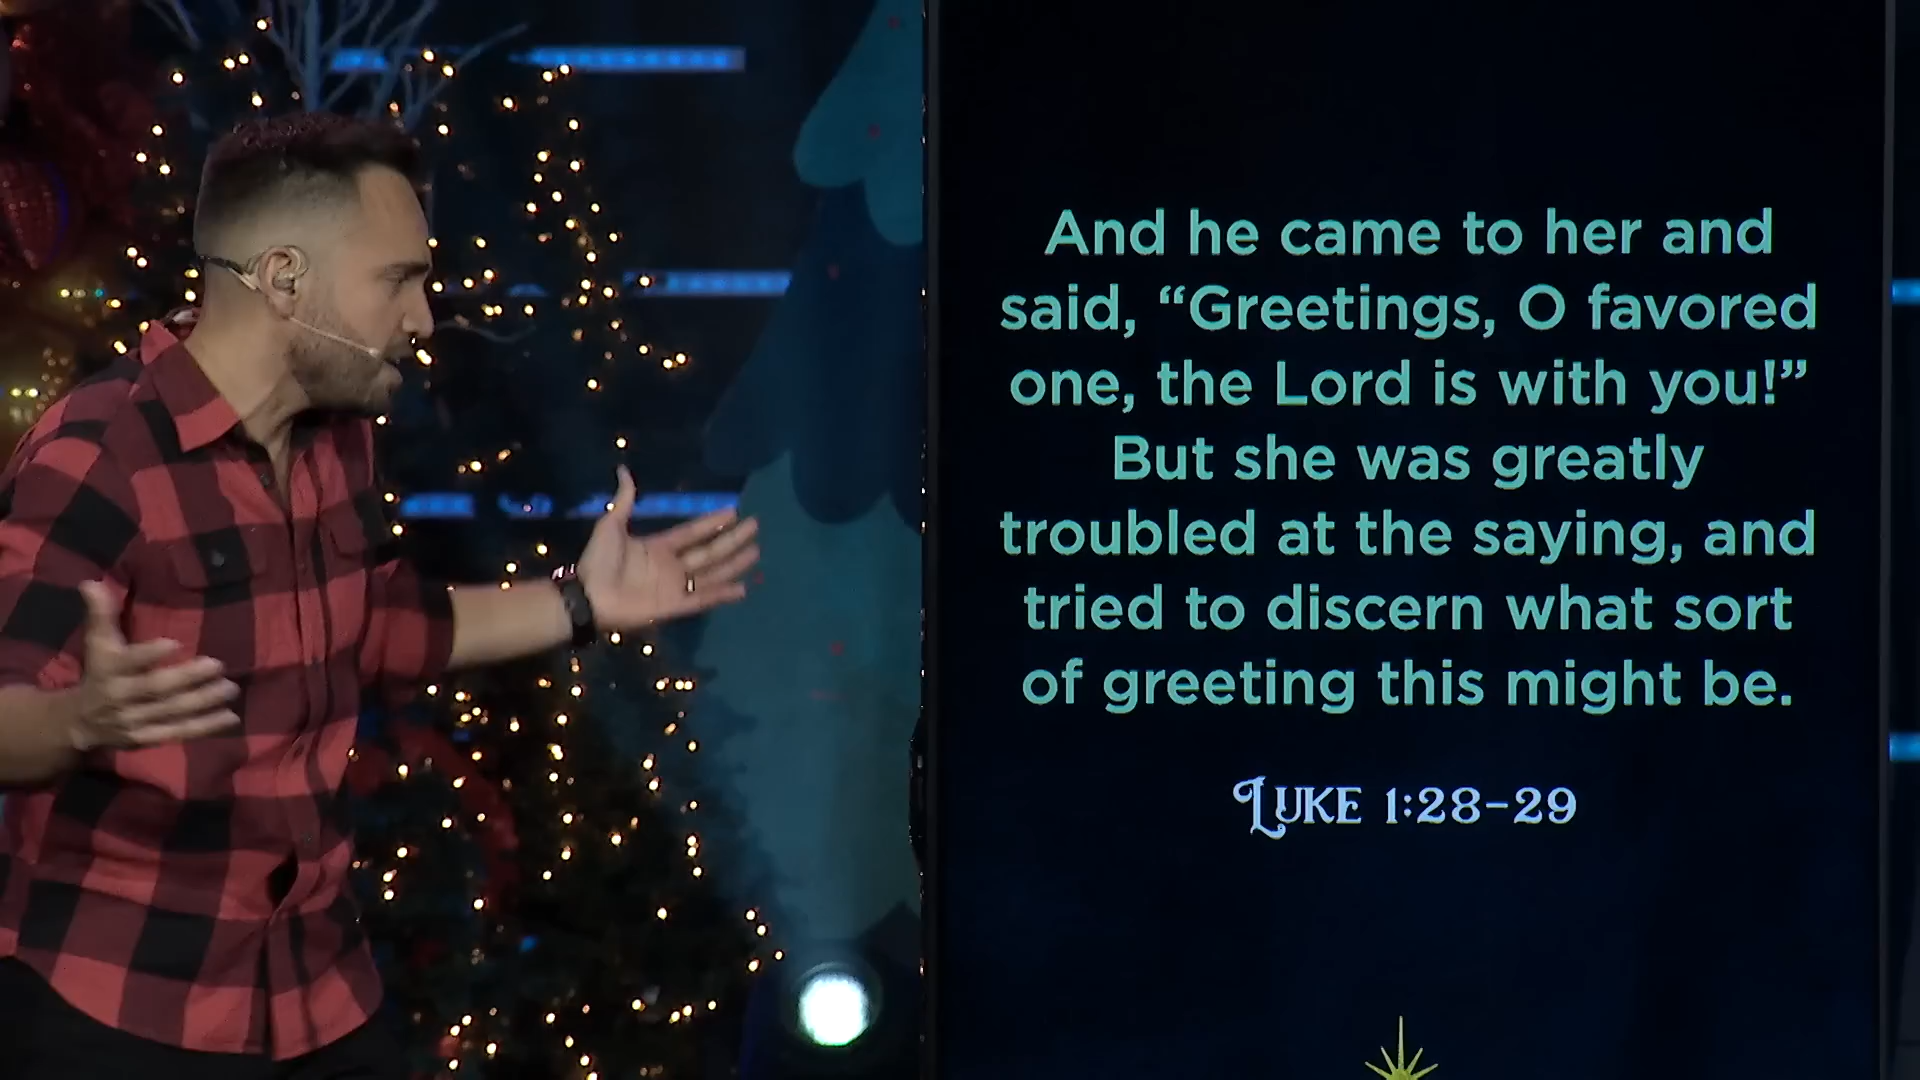 And he came to her and
said, “Greetings, O favored
one, the Lord is with you!”
But she was greatly
troubled at the saying, and
tried to discern what sort
of greeting this might be.
Luke 1:28-29